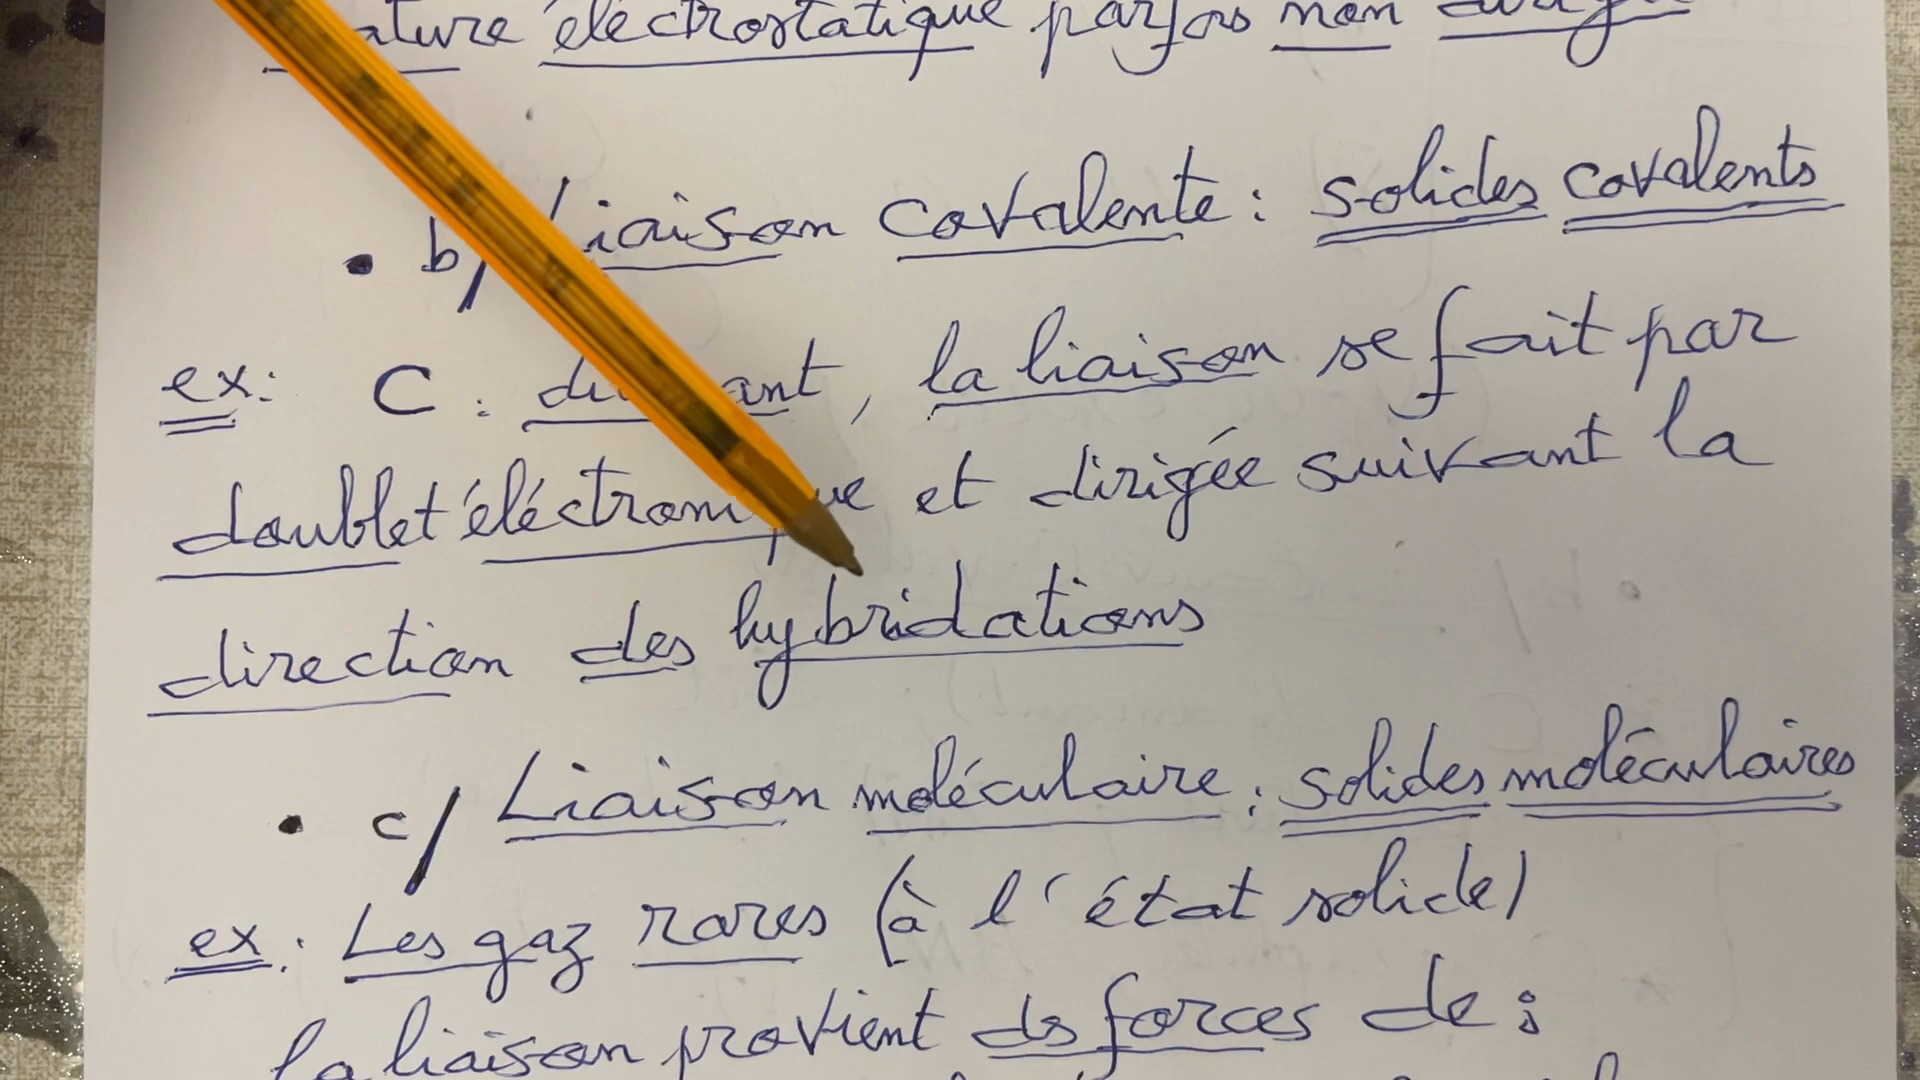 ature électrostatique parfois non dirigée
• b/ Liaison covalente : solides covalents
ex : C : diamant, la liaison se fait par
doublet éléctronique et dirigée suivant la
direction des hybridations
• c/ Liaison moléculaire : solides moléculaires
ex : Les gaz rares (à l'état solide)
la liaison provient des forces de :